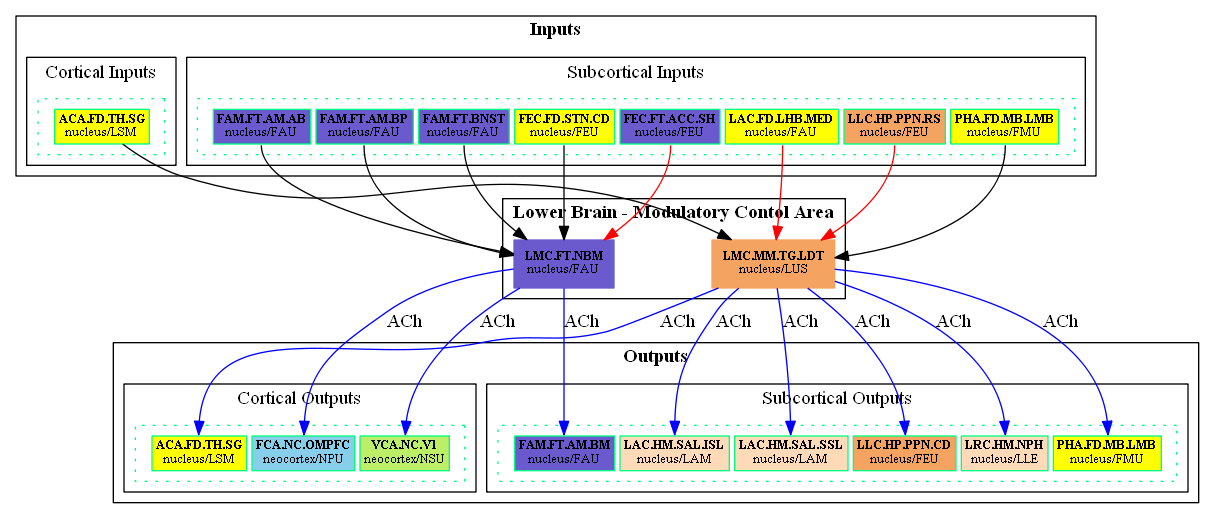 Inputs
Cortical Inputs
Subcortical Inputs
ACA.FD.TH.SG
nucleus/LSM
FAM.FT.AM.AB
nucleus/FAU
FAM.FT.AM.BP
nucleus/FAU
FAM.FT.BNST
nucleus/FAU
FEC.FD.STN.CD
nucleus/FEU
FEC.FT.ACC.SH
nucleus/FEU
LAC.FD.LHB.MED
nucleus/FAU
LLC.HP.PPN.RS
nucleus/FEU
PHA.FD.MB.LMB
nucleus/FMU
Lower Brain - Modulatory Contol Area
LMC.FT.NBM
nucleus/FAU
LMC.MM.TG.LDT
nucleus/LUS
ACh
ACh
ACh
ACh
ACh
ACh
ACh
ACh
ACh
Outputs
Cortical Outputs
Subcortical Outputs
ACA.FD.TH.SG
nucleus/LSM
FCA.NC.OMPFC
neocortex/NPU
VCA.NC.V1
neocortex/NSU
FAM.FT.AM.BM
nucleus/FAU
LAC.HM.SAL.ISL
nucleus/LAM
LAC.HM.SAL.SSL
nucleus/LAM
LLC.HP.PPN.CD
nucleus/FEU
LRC.HM.NPH
nucleus/LLE
PHA.FD.MB.LMB
nucleus/FMU